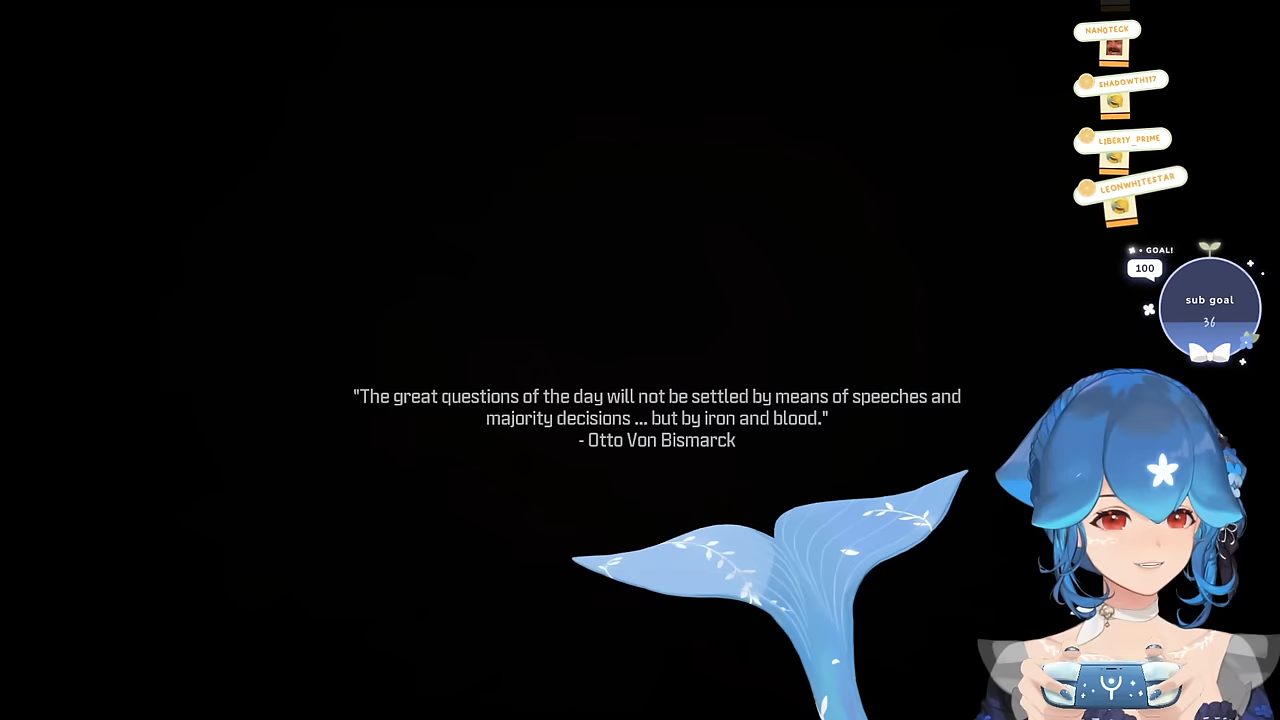 NANOTECK
SHADOWTH117
LIBER1Y_PR1ME
LEONWHITESTAR
• GOAL!
100
sub goal
36
"The great questions of the day will not be settled by means of speeches and
majority decisions ... but by iron and blood."
- Otto Von Bismarck